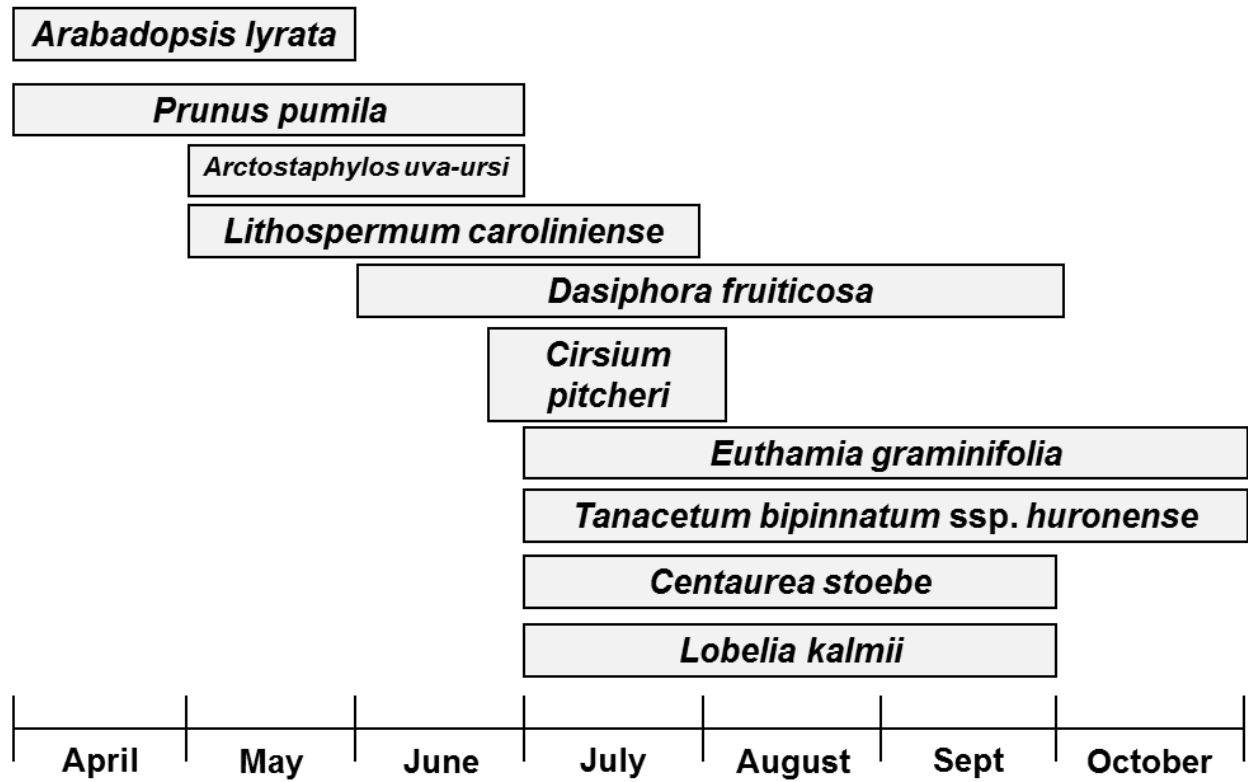 Arabadopsis lyrata
Prunus pumila
Arctostaphylos uva-ursi
Lithospermum caroliniense
Dasiphora fruiticosa
Cirsium
pitcheri
Euthamia graminifolia
Tanacetum bipinnatum ssp. huronense
Centaurea stoebe
Lobelia kalmii
April May June July August Sept October